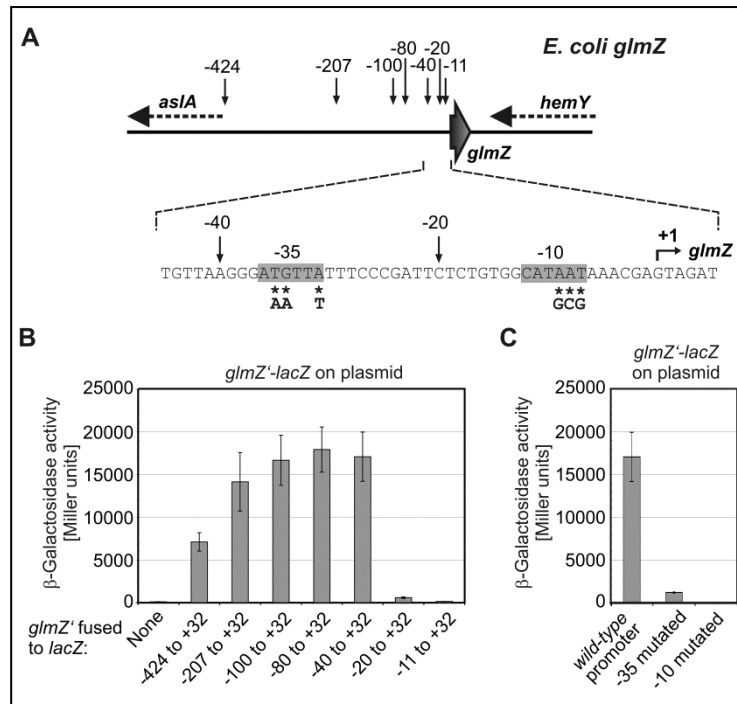 A
E. coli glmZ
-424
-207
-100
-80
-40
-20
-11
aslA
hemY
glmZ
-40
-35
-20
-10
+1
glmZ
TGTTAAGGGATGTTATTTCCCGATTCTCTGTGGCATAATAAACGAGTAGAT
*** ***
AA T GCG
B
glmZ‘-lacZ on plasmid
β-Galactosidase activity
[Miller units]
25000
20000
15000
10000
5000
0
glmZ‘ fused
to lacZ:
None
-424 to +32
-207 to +32
-100 to +32
-80 to +32
-40 to +32
-20 to +32
-11 to +32
C
glmZ‘-lacZ
on plasmid
β-Galactosidase activity
[Miller units]
25000
20000
15000
10000
5000
0
wild-type
promoter
-35 mutated
-10 mutated